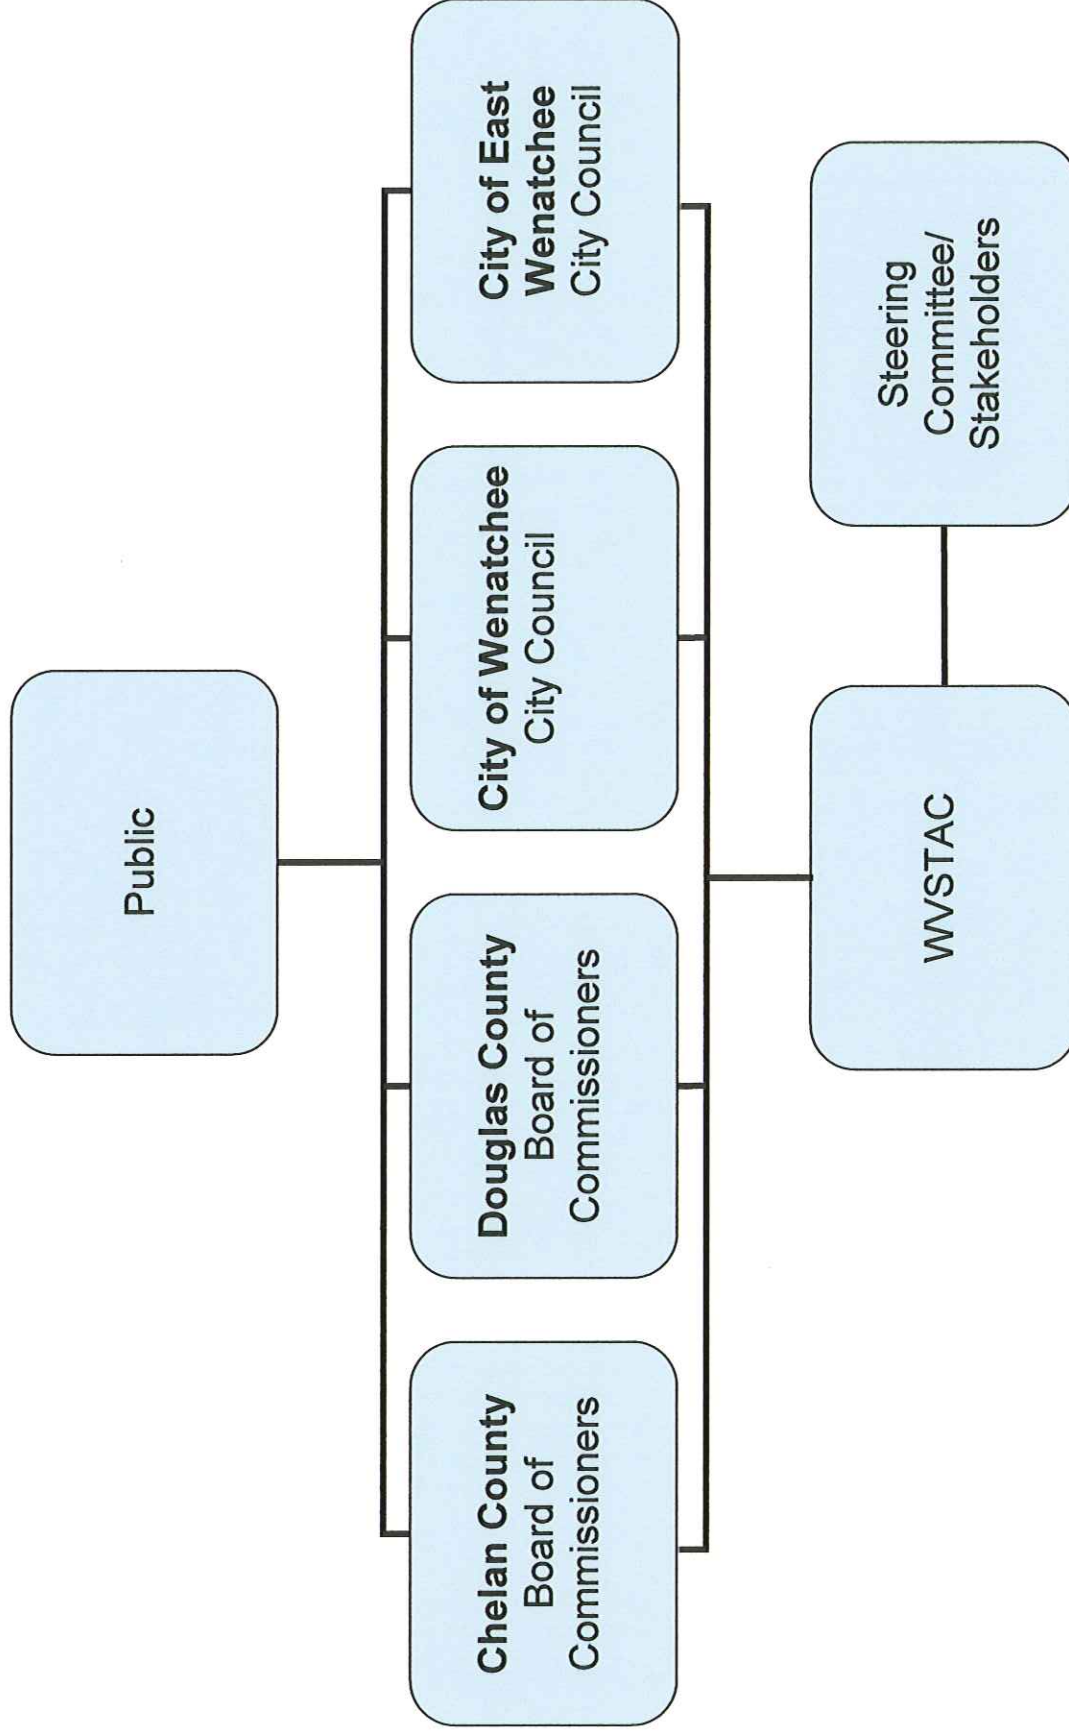 Public
Chelan County
Board of
Commissioners
Douglas County
Board of
Commissioners
City of Wenatchee
City Council
City of East
Wenatchee
City Council
WVSTAC
Steering
Committee/
Stakeholders